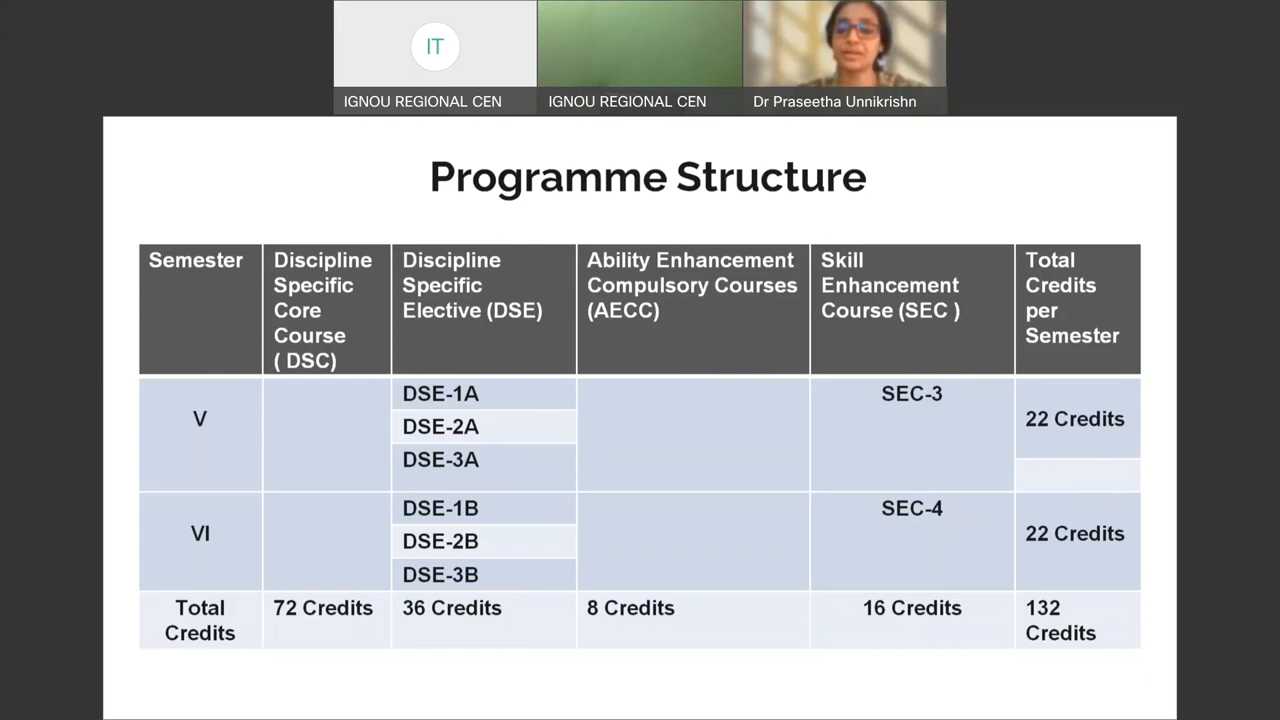 IT
IGNOU REGIONAL CEN
IGNOU REGIONAL CEN
Dr Praseetha Unnikrishn
Programme Structure
Semester
Discipline
Specific
Core
Course
( DSC)
Discipline
Specific
Elective (DSE)
Ability Enhancement
Compulsory Courses
(AECC)
Skill
Enhancement
Course (SEC )
Total
Credits
per
Semester
V
DSE-1A
DSE-2A
DSE-3A
SEC-3
22 Credits
VI
DSE-1B
DSE-2B
DSE-3B
SEC-4
22 Credits
Total
Credits
72 Credits
36 Credits
8 Credits
16 Credits
132
Credits